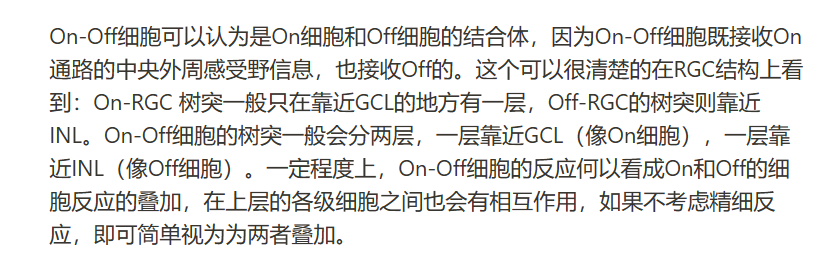 On-Off细胞可以认为是On细胞和Off细胞的结合体，因为On-Off细胞既接收On
通路的中央外周感受野信息，也接收Off的。这个可以很清楚的在RGC结构上看
到：On-RGC 树突一般只在靠近GCL的地方有一层，Off-RGC的树突则靠近
INL。On-Off细胞的树突一般会分两层，一层靠近GCL（像On细胞），一层靠
近INL（像Off细胞）。一定程度上，On-Off细胞的反应何以看成On和Off的细
胞反应的叠加，在上层的各级细胞之间也会有相互作用，如果不考虑精细反
应，即可简单视为为两者叠加。